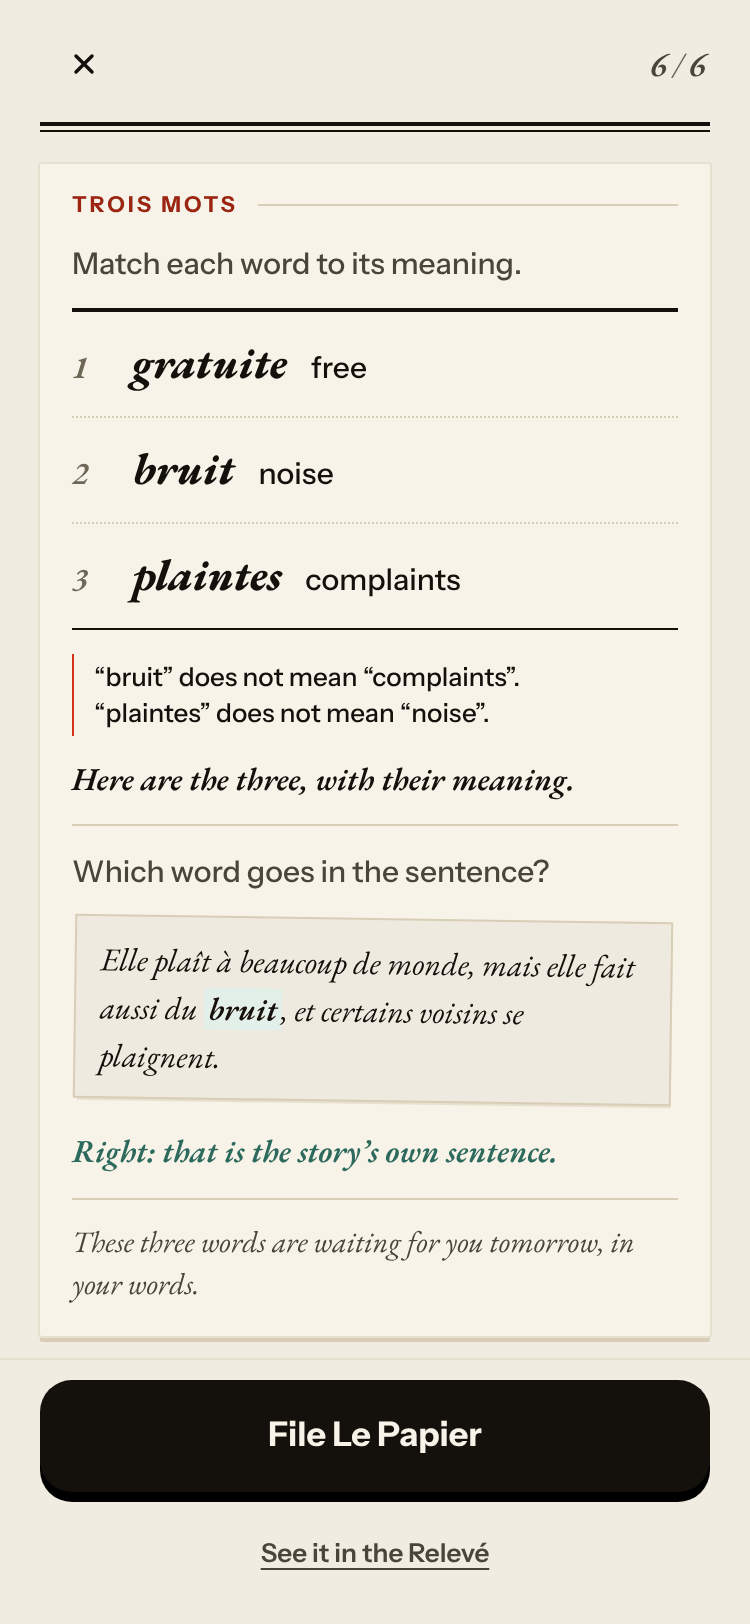 6/6
TROIS MOTS
Match each word to its meaning.
1 gratuite free
2 bruit noise
3 plaintes complaints
“bruit” does not mean “complaints”.
“plaintes” does not mean “noise”.
Here are the three, with their meaning.
Which word goes in the sentence?
Elle plaît à beaucoup de monde, mais elle fait
aussi du bruit, et certains voisins se
plaignent.
Right: that is the story’s own sentence.
These three words are waiting for you tomorrow, in
your words.
File Le Papier
See it in the Relevé